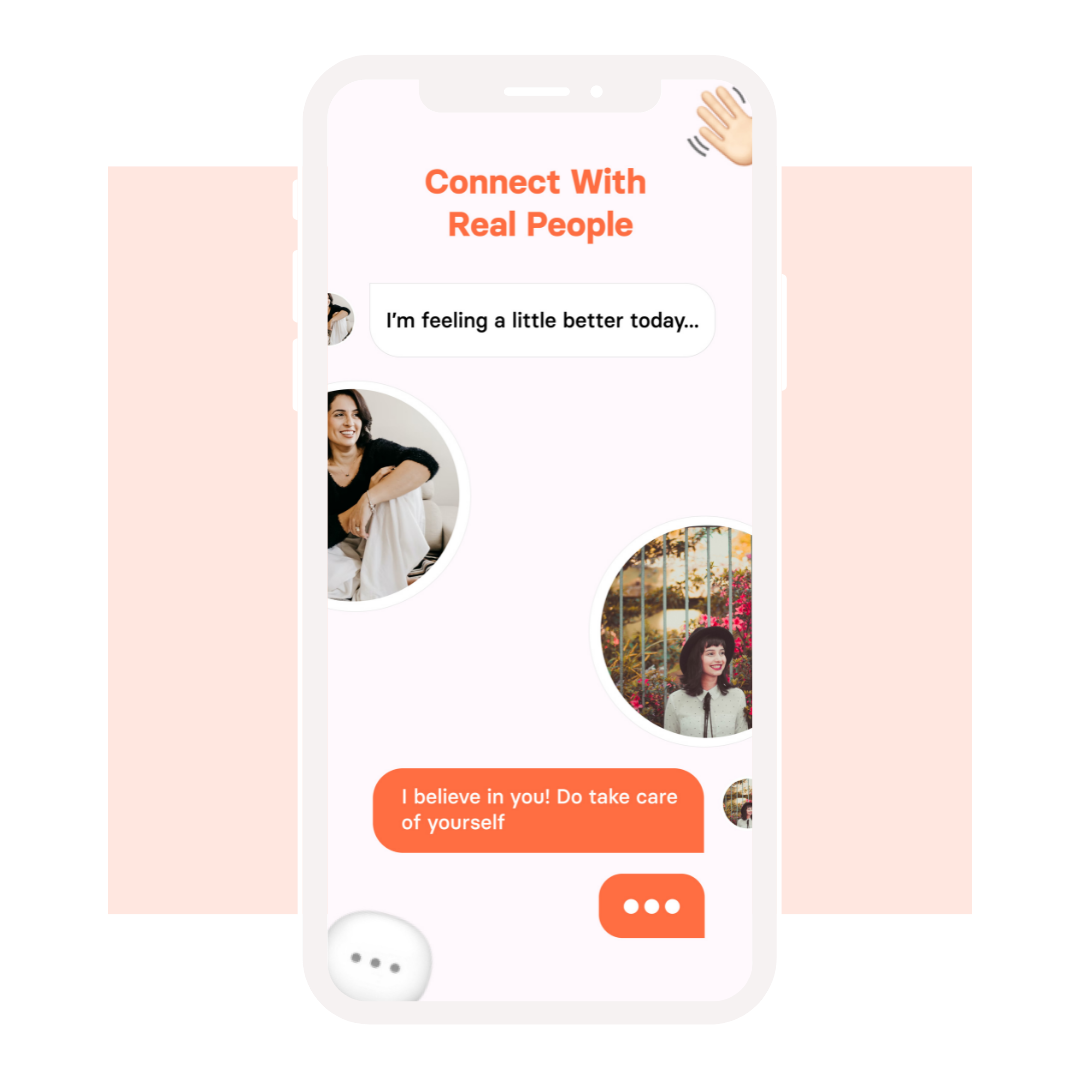 Connect With
Real People
I’m feeling a little better today...
I believe in you! Do take care
of yourself